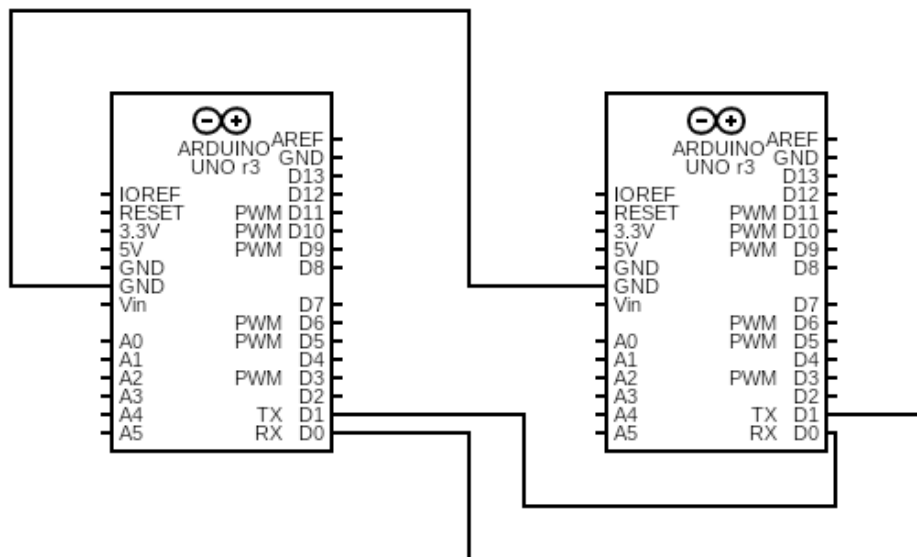 ARDUINO
UNO r3
AREF
GND
D13
IOREF D12
RESET PWM D11
3.3V PWM D10
5V PWM D9
GND D8
GND
Vin D7
PWM D6
A0 PWM D5
A1 D4
A2 PWM D3
A3 D2
A4 TX D1
A5 RX D0
ARDUINO
UNO r3
AREF
GND
D13
IOREF D12
RESET PWM D11
3.3V PWM D10
5V PWM D9
GND D8
GND
Vin D7
PWM D6
A0 PWM D5
A1 D4
A2 PWM D3
A3 D2
A4 TX D1
A5 RX D0